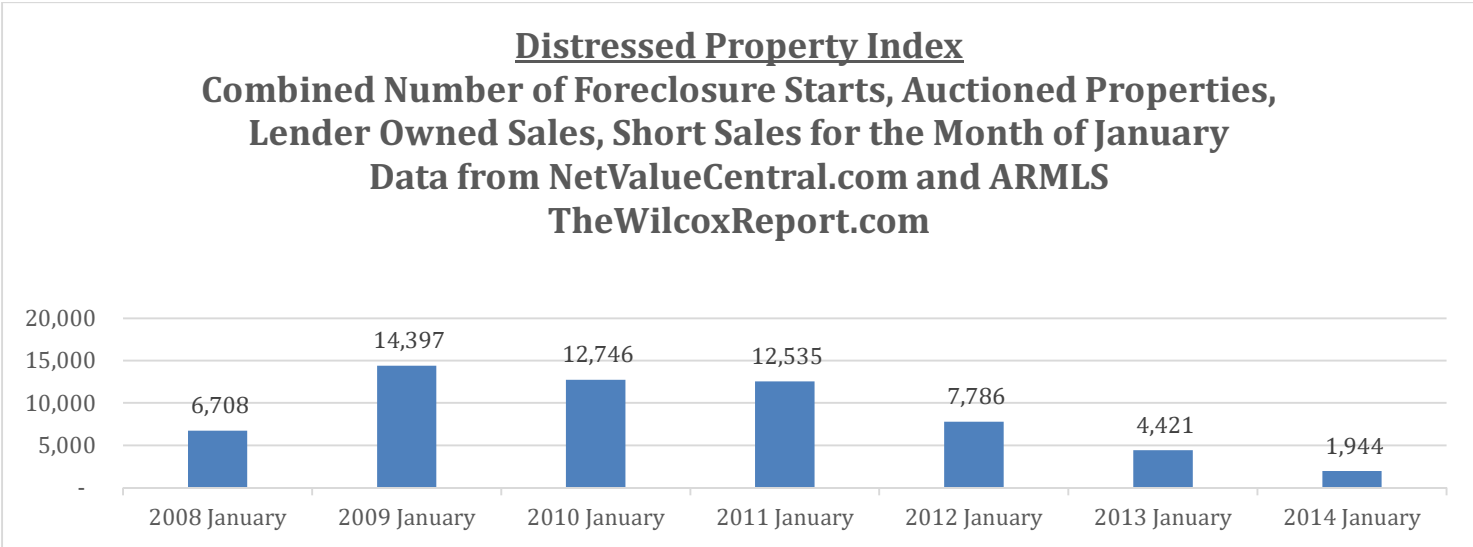 Distressed Property Index
Combined Number of Foreclosure Starts, Auctioned Properties,
Lender Owned Sales, Short Sales for the Month of January
Data from NetValueCentral.com and ARMLS
TheWilcoxReport.com
20,000
15,000
10,000
5,000
-
6,708
14,397
12,746
12,535
7,786
4,421
1,944
2008 January
2009 January
2010 January
2011 January
2012 January
2013 January
2014 January